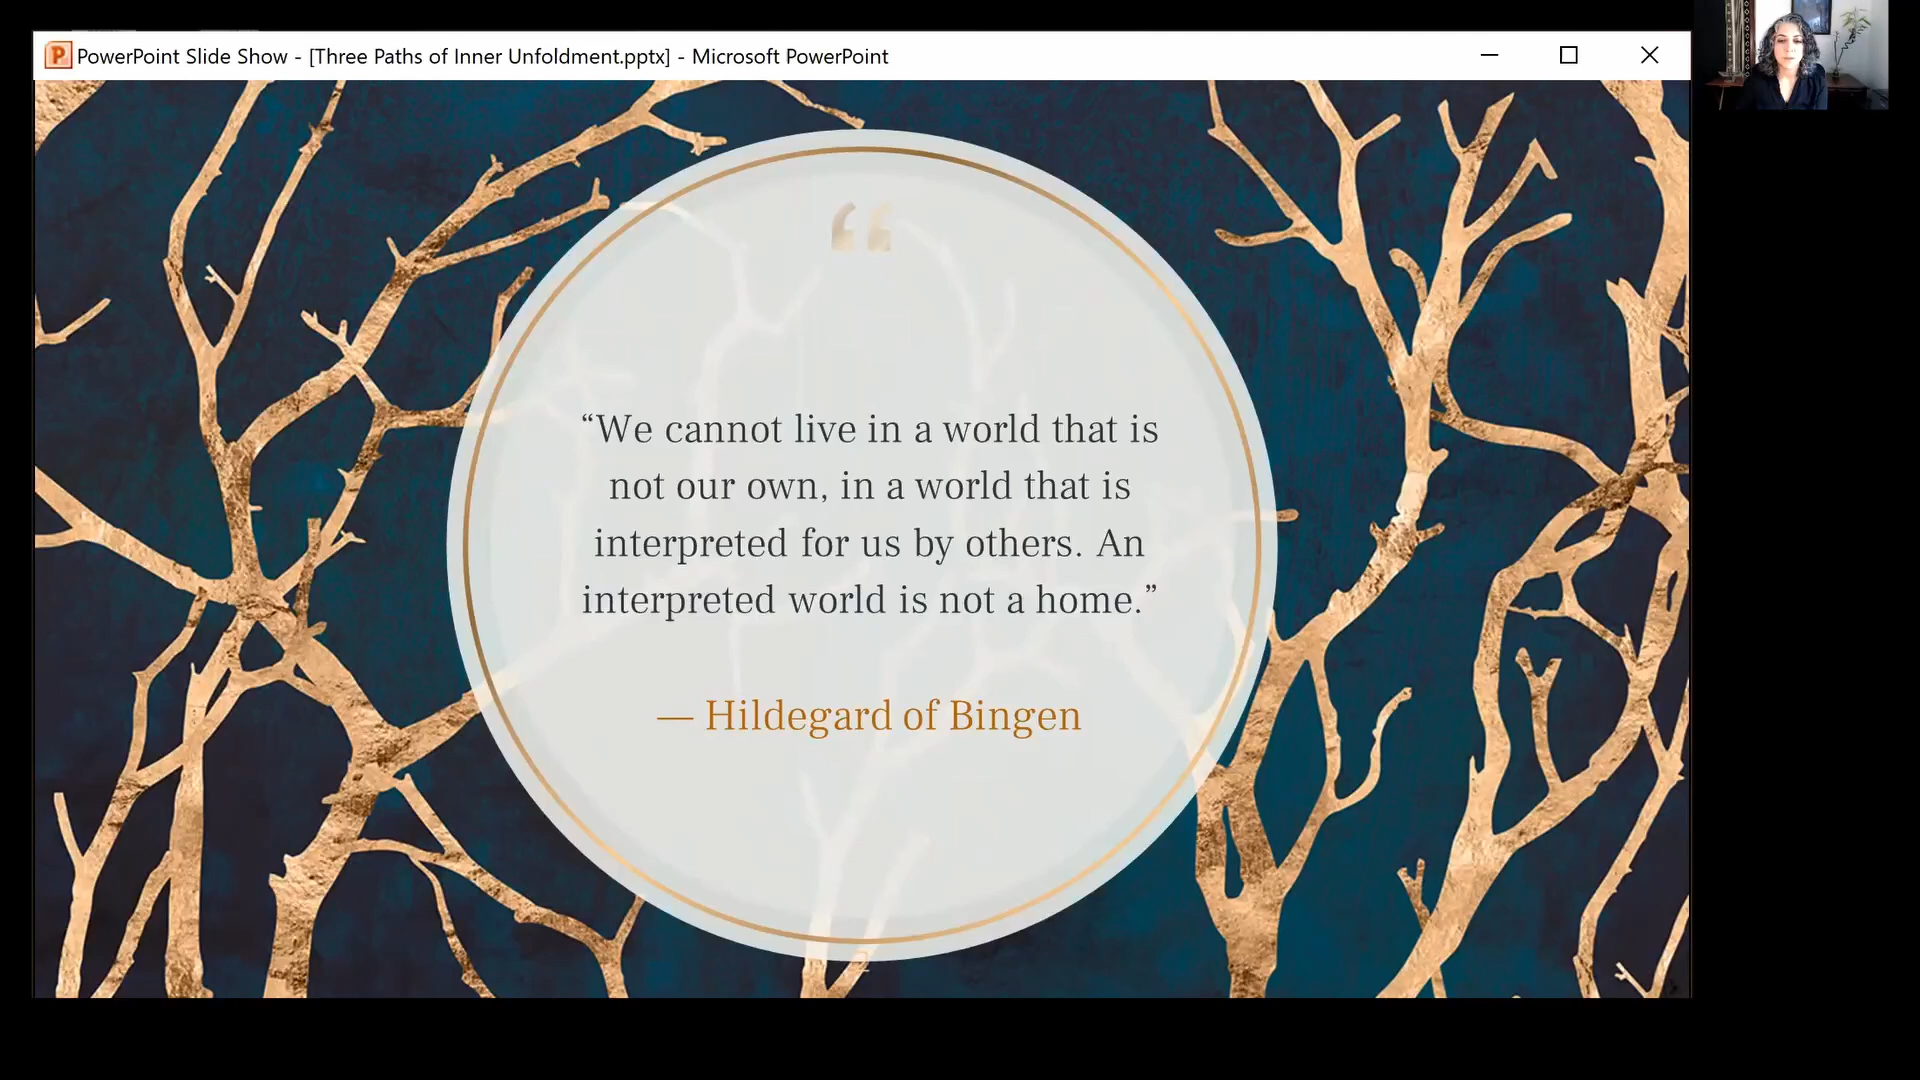 PowerPoint Slide Show - [Three Paths of Inner Unfoldment.pptx] - Microsoft PowerPoint
“
“We cannot live in a world that is
not our own, in a world that is
interpreted for us by others. An
interpreted world is not a home.”
— Hildegard of Bingen